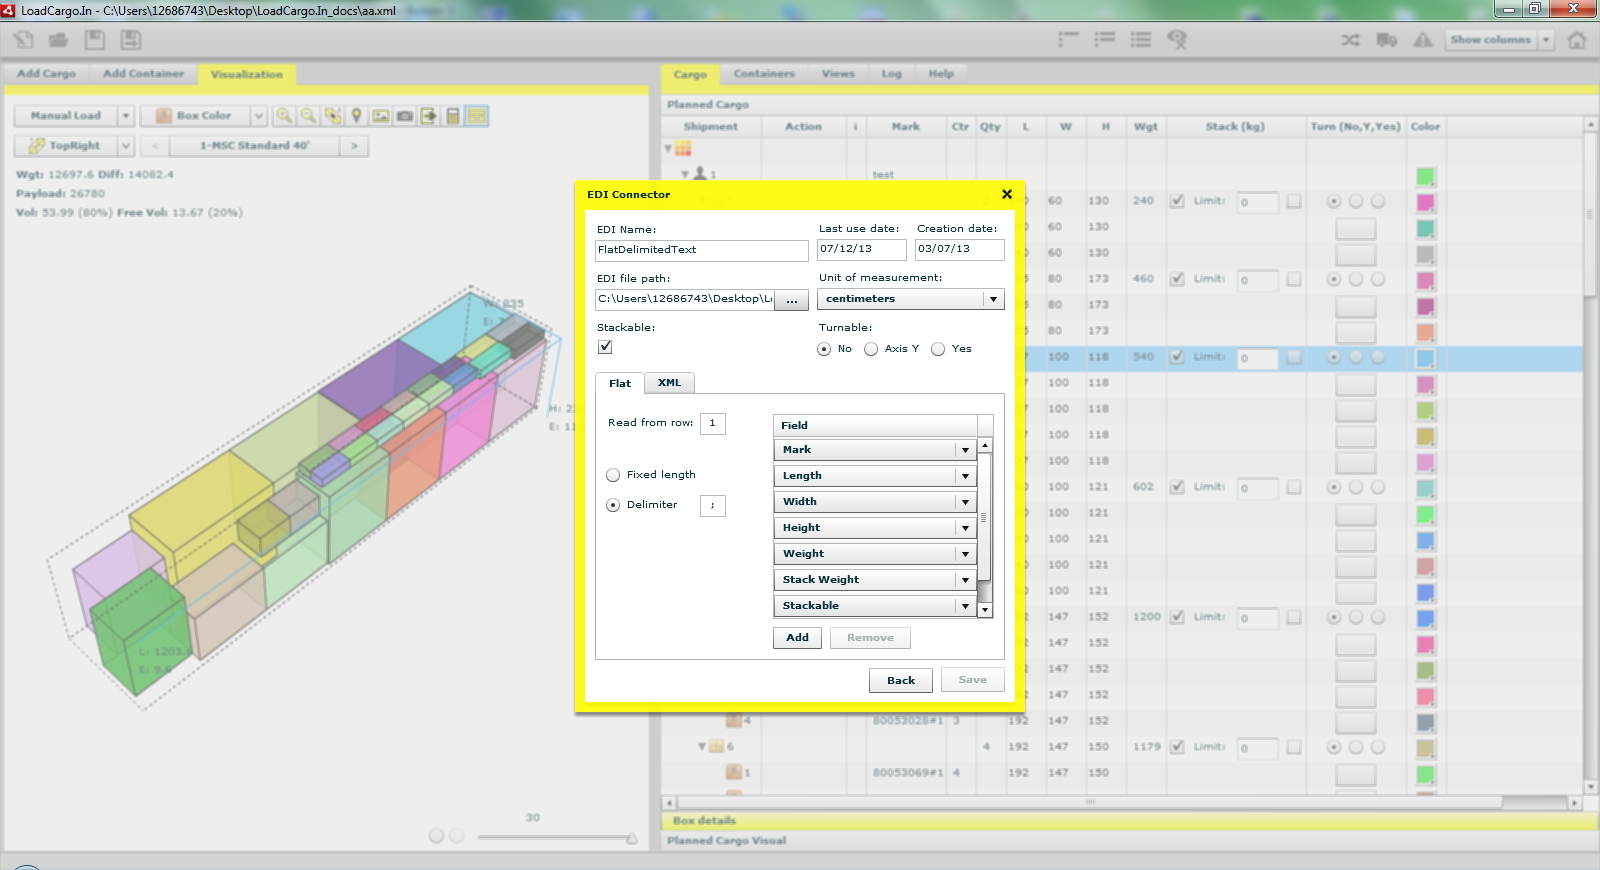 LoadCargo.In - C:\Users\12686743\Desktop\LoadCargo.In_docs\aa.xml
Show columns
Add Cargo Add Container Visualization
Cargo Containers Views Log Help
Manual Load Box Color
TopRight < 1-MSC Standard 40' >
Wgt: 12697.6 Diff: 14082.4
Payload: 26780
Vol: 53.99 (80%) Free Vol: 13.67 (20%)
L: 1203.
E: 9.6
30
Planned Cargo
Shipment Action i Mark Ctr Qty L W H Wgt Stack (kg) Turn (No,Y,Yes) Color
1 test
60 130 240 Limit: 0
60 130
60 130
80 173 460 Limit: 0
80 173
80 173
100 118 540 Limit: 0
100 118
100 118
100 118
100 118
100 121 602 Limit: 0
100 121
100 121
100 121
100 121
147 152 1200 Limit: 0
147 152
147 152
147 152
4 80053028#1 3 192 147 152
6 4 192 147 150 1179 Limit: 0
1 80053069#1 4 192 147 150
Box details
Planned Cargo Visual
EDI Connector
EDI Name: Last use date: Creation date:
FlatDelimitedText 07/12/13 03/07/13
EDI file path: Unit of measurement:
C:\Users\12686743\Desktop\L ... centimeters
Stackable: Turnable:
No Axis Y Yes
Flat XML
Read from row: 1
Fixed length
Delimiter ;
Field
Mark
Length
Width
Height
Weight
Stack Weight
Stackable
Add Remove
Back Save